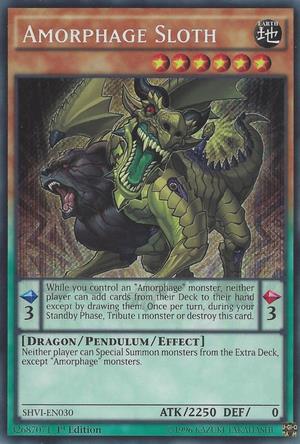 AMORPHAGE SLOTH
EARTH
地
While you control an "Amorphage" monster, neither
player can add cards from their Deck to their hand
except by drawing them. Once per turn, during your
Standby Phase, Tribute 1 monster or destroy this card.
3
3
[DRAGON/PENDULUM/EFFECT]
Neither player can Special Summon monsters from the Extra Deck,
except "Amorphage" monsters.
SHVI-EN030
ATK/2250 DEF/ 0
1st Edition
©1996 KAZUKI TAKAHASHI